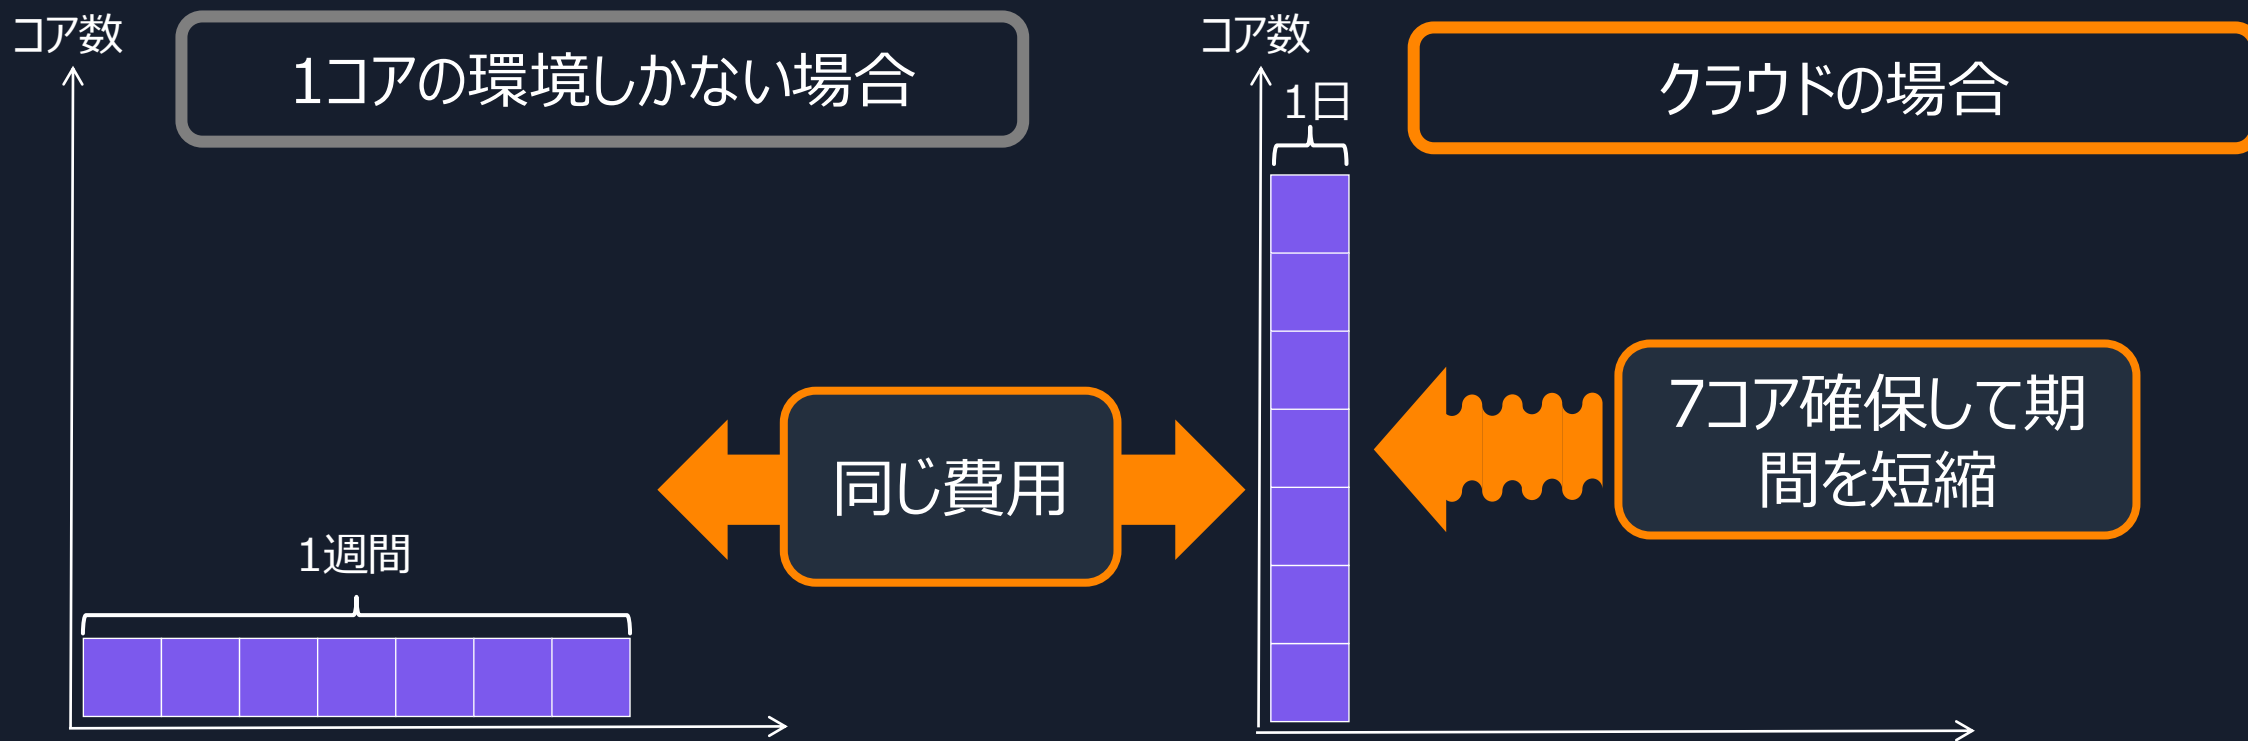 コア数
1コアの環境しかない場合
1週間
同じ費用
コア数
1日
クラウドの場合
7コア確保して期
間を短縮